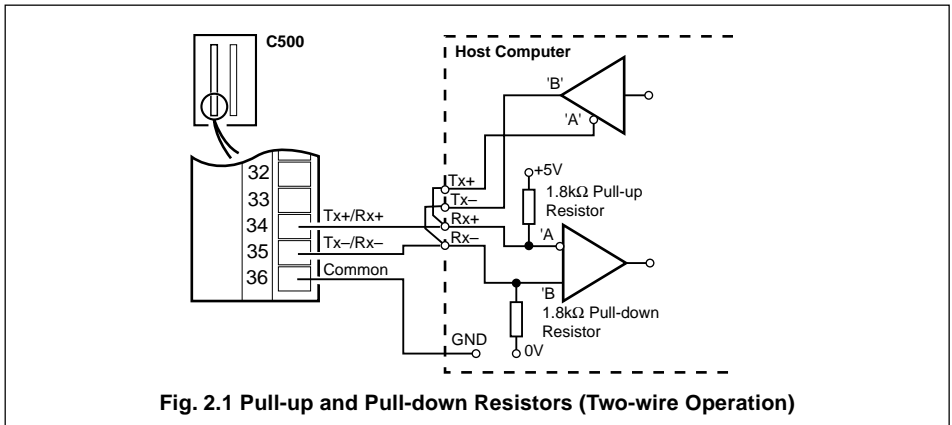 C500
Host Computer
'B'
'A'
+5V
1.8kΩ Pull-up
Resistor
32
33
34
35
36
Tx+/Rx+
Tx–/Rx–
Common
Tx+
Tx–
Rx+
Rx–
'A
'B
1.8kΩ Pull-down
Resistor
GND
0V
Fig. 2.1 Pull-up and Pull-down Resistors (Two-wire Operation)